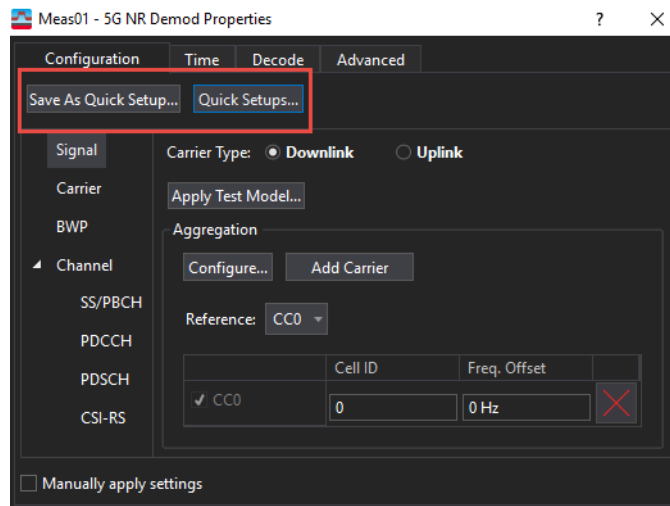 Meas01 - 5G NR Demod Properties ? ×
Configuration Time Decode Advanced
Save As Quick Setup... Quick Setups...
Signal Carrier Type: Downlink Uplink
Carrier Apply Test Model...
BWP Aggregation
Channel Configure... Add Carrier
SS/PBCH Reference: CC0
PDCCH
Cell ID Freq. Offset
PDSCH
CC0 0 0 Hz
CSI-RS
Manually apply settings